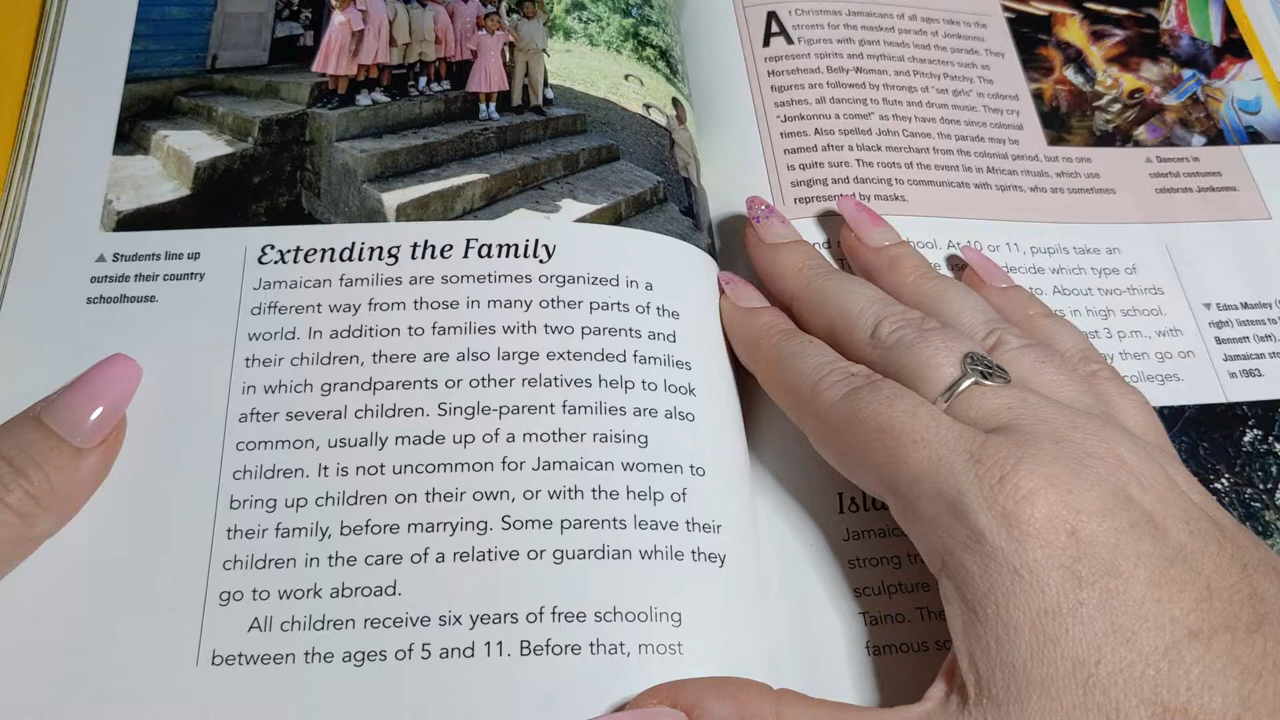 ▲ Students line up
outside their country
schoolhouse.
Extending the Family
Jamaican families are sometimes organized in a
different way from those in many other parts of the
world. In addition to families with two parents and
their children, there are also large extended families
in which grandparents or other relatives help to look
after several children. Single-parent families are also
common, usually made up of a mother raising
children. It is not uncommon for Jamaican women to
bring up children on their own, or with the help of
their family, before marrying. Some parents leave their
children in the care of a relative or guardian while they
go to work abroad.
All children receive six years of free schooling
between the ages of 5 and 11. Before that, most
At Christmas Jamaicans of all ages take to the
streets for the masked parade of Jonkonnu.
Figures with giant heads lead the parade. They
represent spirits and mythical characters such as
Horsehead, Belly-Woman, and Pitchy Patchy. The
figures are followed by throngs of "set girls" in colored
sashes, all dancing to flute and drum music. They cry
"Jonkonnu a come!" as they have done since colonial
times. Also spelled John Canoe, the parade may be
named after a black merchant from the colonial period, but no one
is quite sure. The roots of the event lie in African rituals, which use
singing and dancing to communicate with spirits, who are sometimes
represented by masks.
▲ Dancers in
colorful costumes
celebrate Jonkonnu.
At 10 or 11, pupils take an
decide which type of
to. About two-thirds
in high school.
3 p.m., with
then go on
colleges.
▼ Edna Manley
right) listens to
Bennett (left),
Jamaican
in 1963.
strong
sculpture
Taino. The
famous